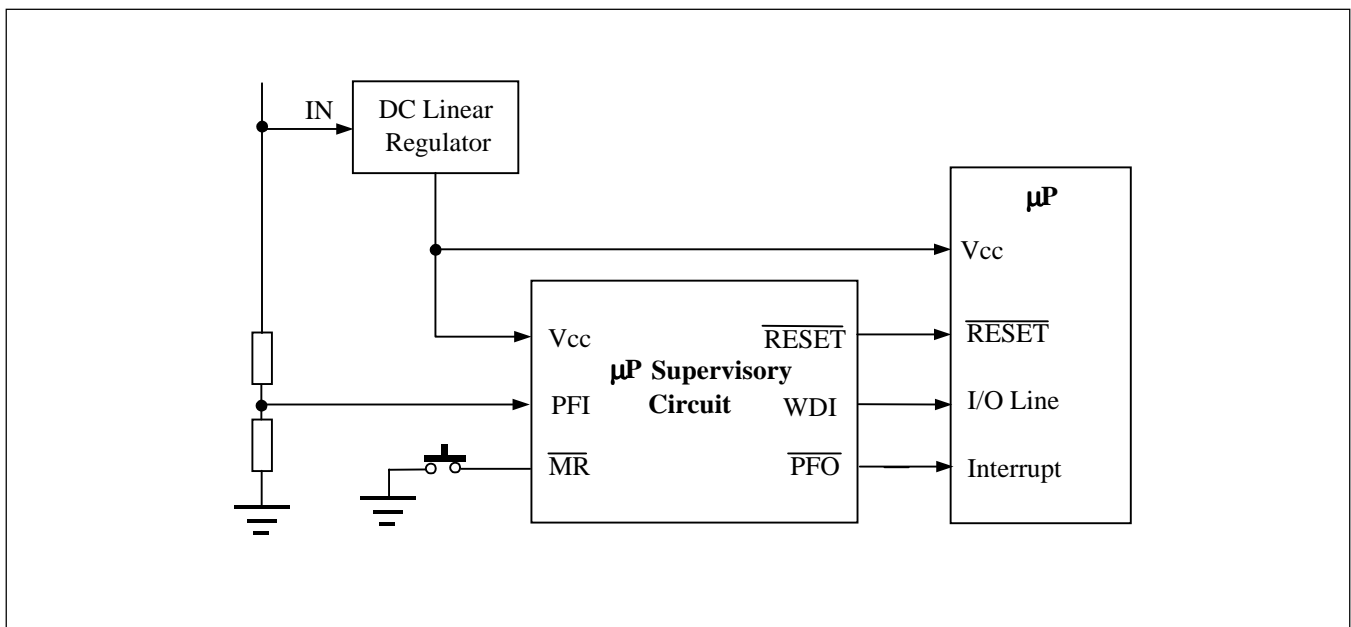 IN
DC Linear
Regulator
μP
Vcc
RESET
I/O Line
Interrupt
Vcc
PFI
MR
μP Supervisory
Circuit
RESET
WDI
PFO